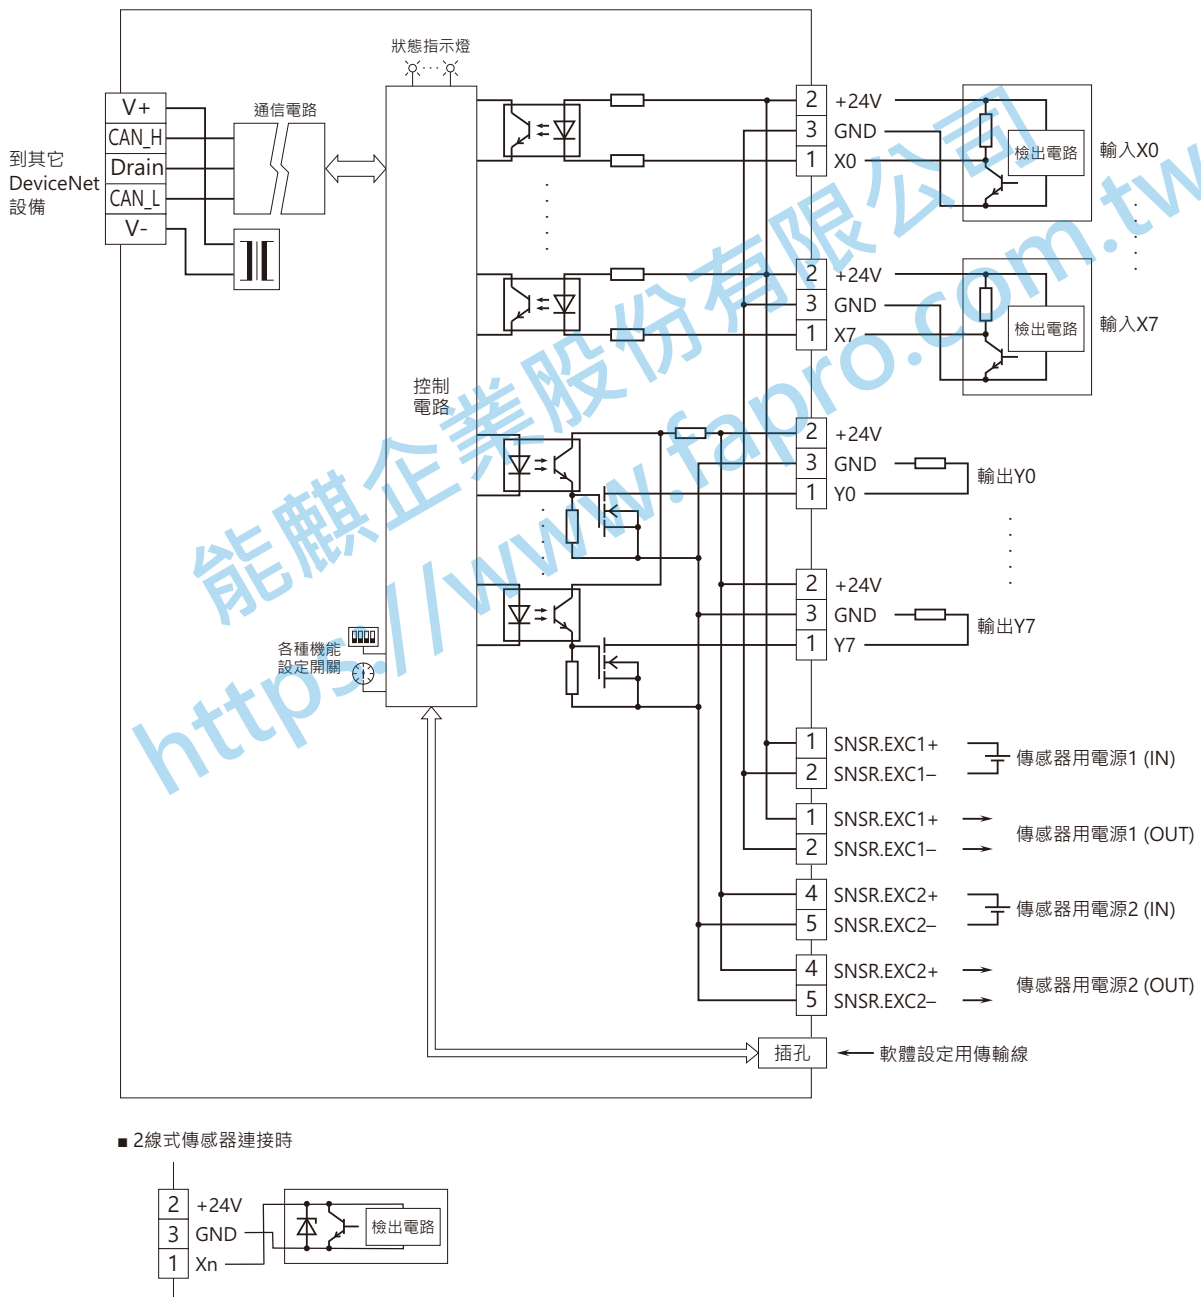 狀態指示燈
通信電路
到其它
DeviceNet
設備
V+
CAN_H
Drain
CAN_L
V-
控制
電路
各種機能
設定開關
2 +24V
3 GND
1 X0
檢出電路
輸入X0
2 +24V
3 GND
1 X7
檢出電路
輸入X7
2 +24V
3 GND
1 Y0
輸出Y0
2 +24V
3 GND
1 Y7
輸出Y7
1 SNSR.EXC1+
2 SNSR.EXC1–
傳感器用電源1 (IN)
1 SNSR.EXC1+
2 SNSR.EXC1–
傳感器用電源1 (OUT)
4 SNSR.EXC2+
5 SNSR.EXC2–
傳感器用電源2 (IN)
4 SNSR.EXC2+
5 SNSR.EXC2–
傳感器用電源2 (OUT)
插孔
軟體設定用傳輸線
■ 2線式傳感器連接時
2 +24V
3 GND
1 Xn
檢出電路
能麒企業股份有限公司
https://www.fapro.com.tw